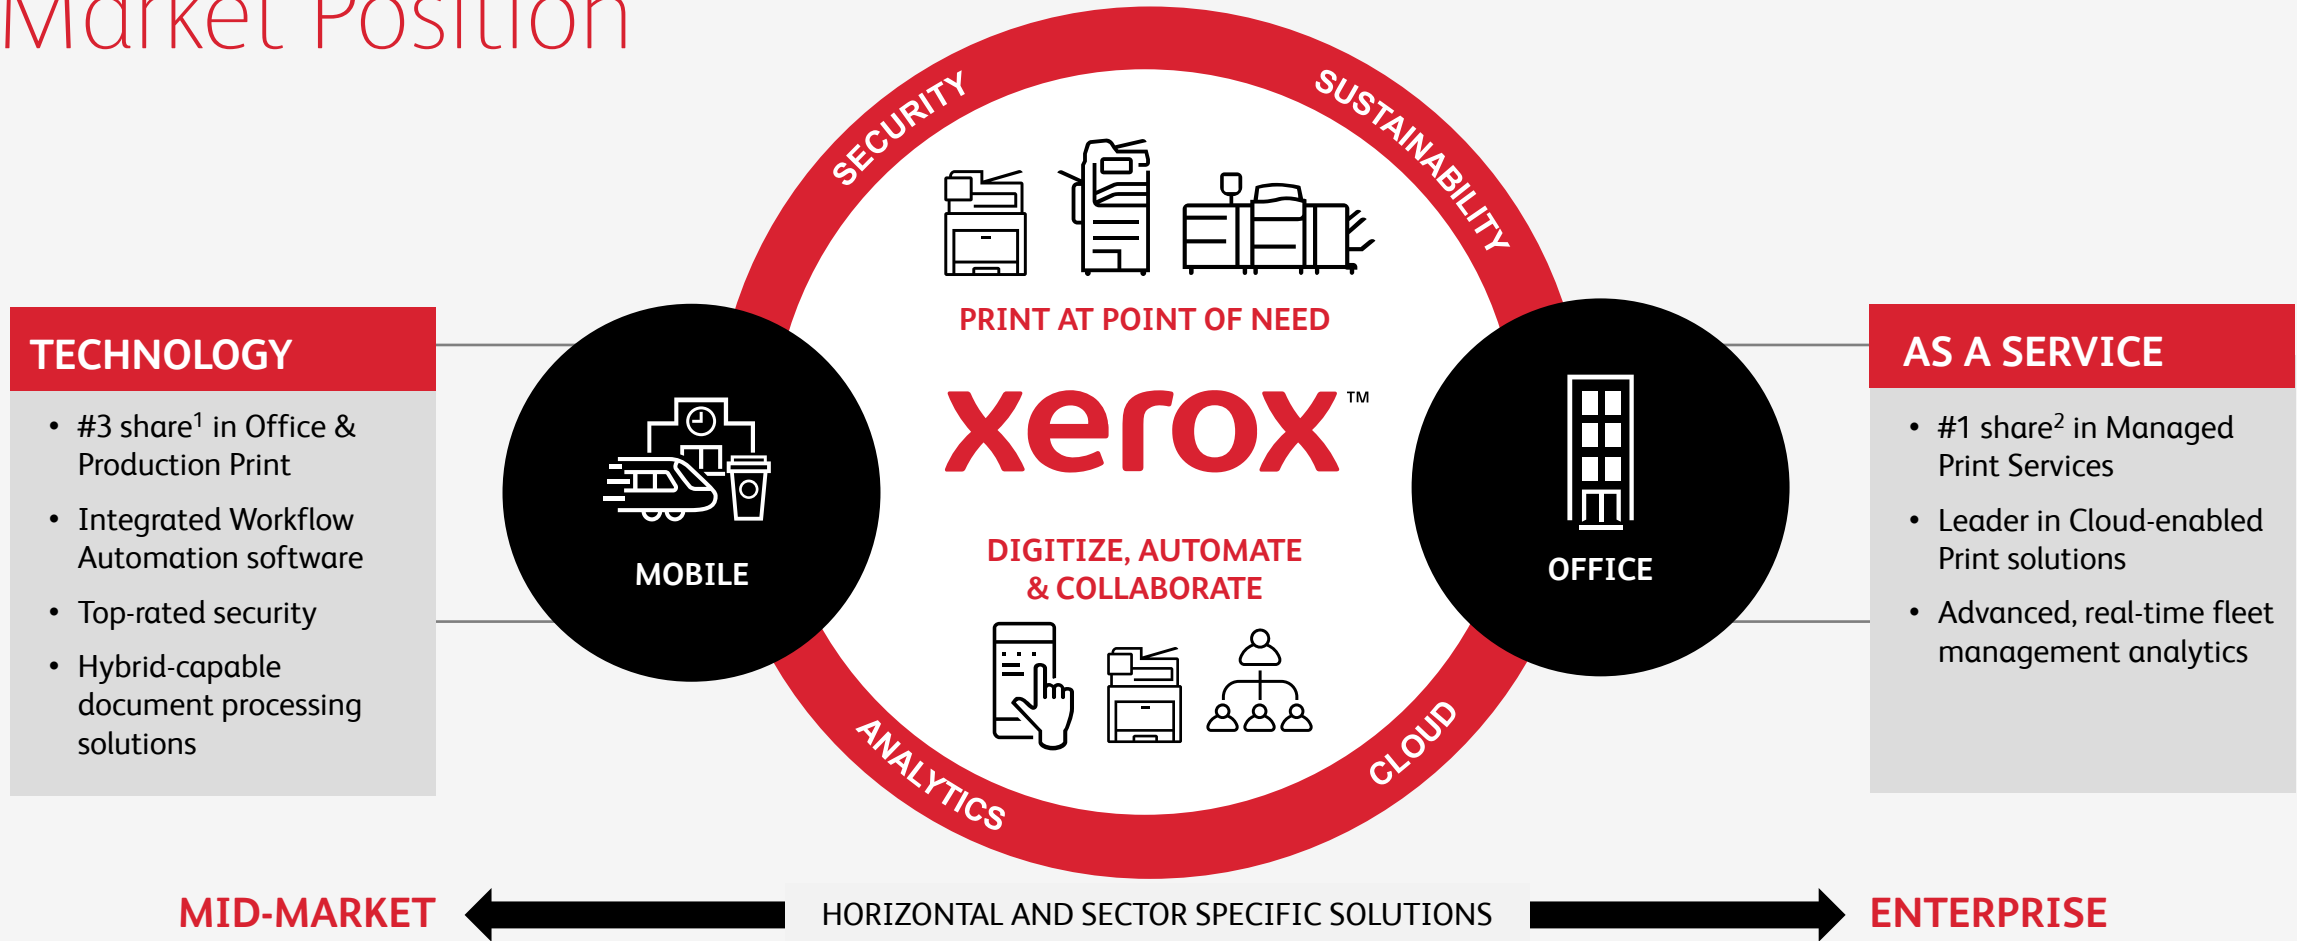 Market Position
SECURITY
SUSTAINABILITY
PRINT AT POINT OF NEED
xerox™
DIGITIZE, AUTOMATE
& COLLABORATE
ANALYTICS
CLOUD
MOBILE
OFFICE
TECHNOLOGY
• #3 share¹ in Office &
Production Print
• Integrated Workflow
Automation software
• Top-rated security
• Hybrid-capable
document processing
solutions
AS A SERVICE
• #1 share² in Managed
Print Services
• Leader in Cloud-enabled
Print solutions
• Advanced, real-time fleet
management analytics
MID-MARKET
HORIZONTAL AND SECTOR SPECIFIC SOLUTIONS
ENTERPRISE